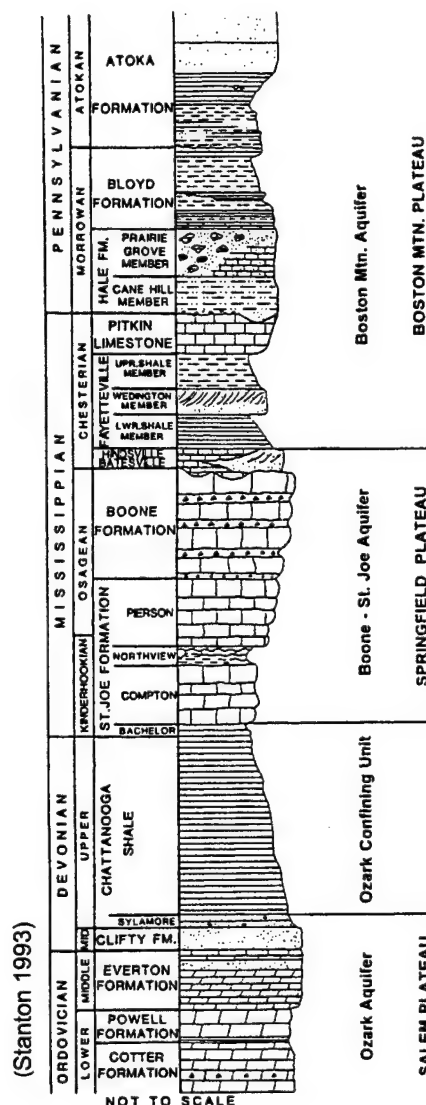 (Stanton 1993)
PENNSYLVANIAN
MISSISSIPPIAN
DEVONIAN
ORDOVICIAN
ATOKAN
MORROWAN
CHESTERIAN
OSAGEAN
KINDERHOOKIAN
UPPER
MID
MIDDLE
LOWER
ATOKA
FORMATION
BLOYD
FORMATION
HALE FM.
PRAIRIE
GROVE
MEMBER
CANE HILL
MEMBER
PITKIN
LIMESTONE
FAYETTEVILLE
UPR. SHALE
MEMBER
WEDINGTON
MEMBER
LWR. SHALE
MEMBER
HINDSVILLE
BATESVILLE
BOONE
FORMATION
ST. JOE FORMATION
PIERSON
NORTHVIEW
COMPTON
BACHELOR
CHATTANOOGA
SHALE
SYLAMORE
CLIFTY FM.
EVERTON
FORMATION
POWELL
FORMATION
COTTER
FORMATION
NOT TO SCALE
Boston Mtn. Aquifer
Boone - St. Joe Aquifer
Ozark Confining Unit
Ozark Aquifer
BOSTON MTN. PLATEAU
SPRINGFIELD PLATEAU
SALEM PLATEAU